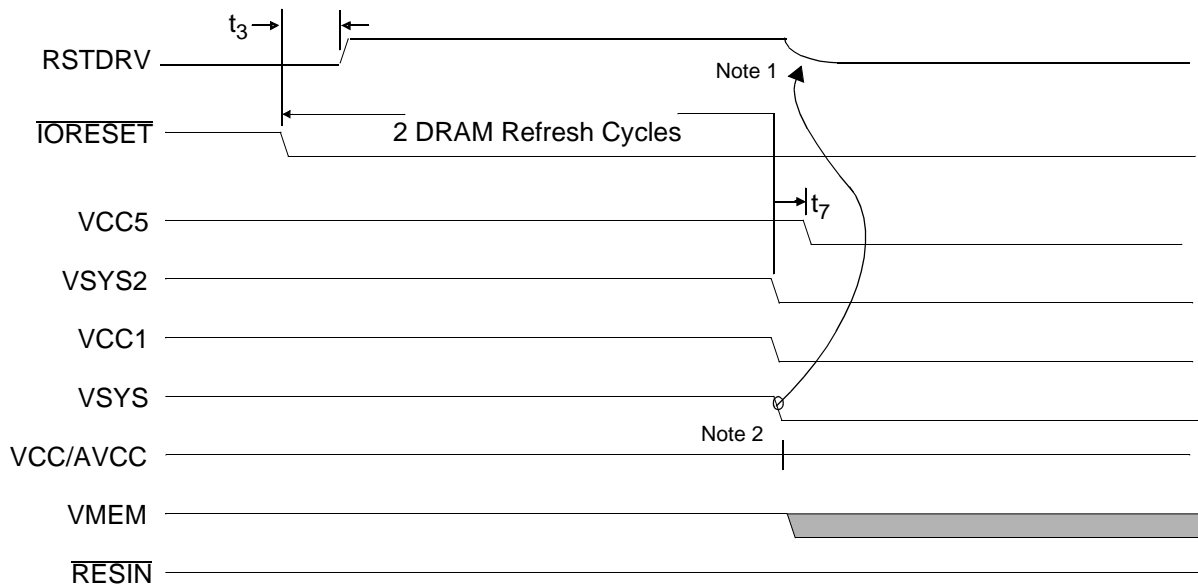 t3
RSTDRV
Note 1
IORESET
2 DRAM Refresh Cycles
VCC5
t7
VSYS2
VCC1
VSYS
Note 2
VCC/AVCC
VMEM
RESIN